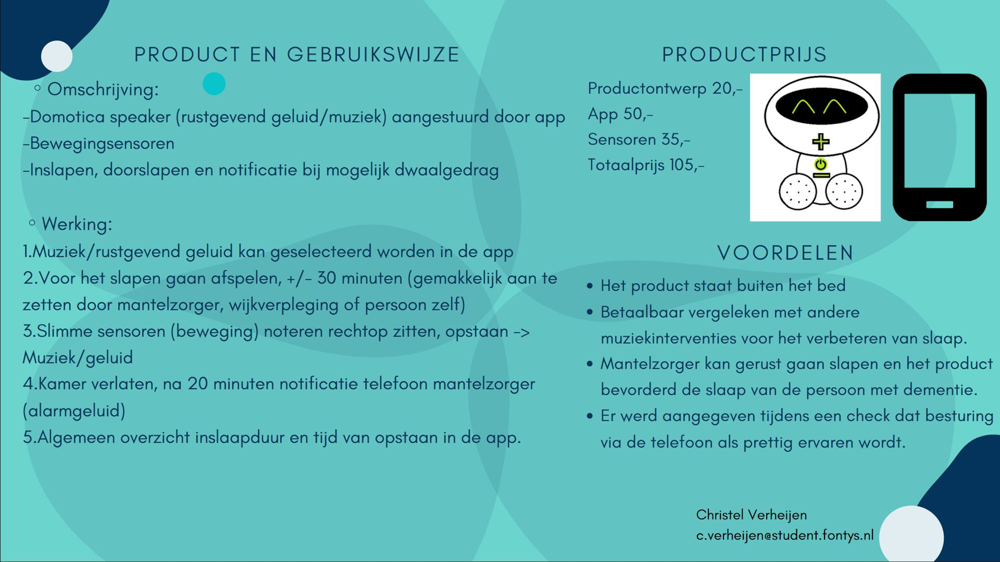 PRODUCT EN GEBRUIKSWIJZE
◦ Omschrijving:
-Domotica speaker (rustgevend geluid/muziek) aangestuurd door app
-Bewegingsensoren
-Inslapen, doorslapen en notificatie bij mogelijk dwaalgedrag
◦ Werking:
1.Muziek/rustgevend geluid kan geselecteerd worden in de app
2.Voor het slapen gaan afspelen, +/- 30 minuten (gemakkelijk aan te
zetten door mantelzorger, wijkverpleging of persoon zelf)
3.Slimme sensoren (beweging) noteren rechtop zitten, opstaan ->
Muziek/geluid
4.Kamer verlaten, na 20 minuten notificatie telefoon mantelzorger
(alarmgeluid)
5.Algemeen overzicht inslaapduur en tijd van opstaan in de app.
PRODUCTPRIJS
Productontwerp 20,-
App 50,-
Sensoren 35,-
Totaalprijs 105,-
VOORDELEN
• Het product staat buiten het bed
• Betaalbaar vergeleken met andere
muziekinterventies voor het verbeteren van slaap.
• Mantelzorger kan gerust gaan slapen en het product
bevorderd de slaap van de persoon met dementie.
• Er werd aangegeven tijdens een check dat besturing
via de telefoon als prettig ervaren wordt.
Christel Verheijen
c.verheijen@student.fontys.nl